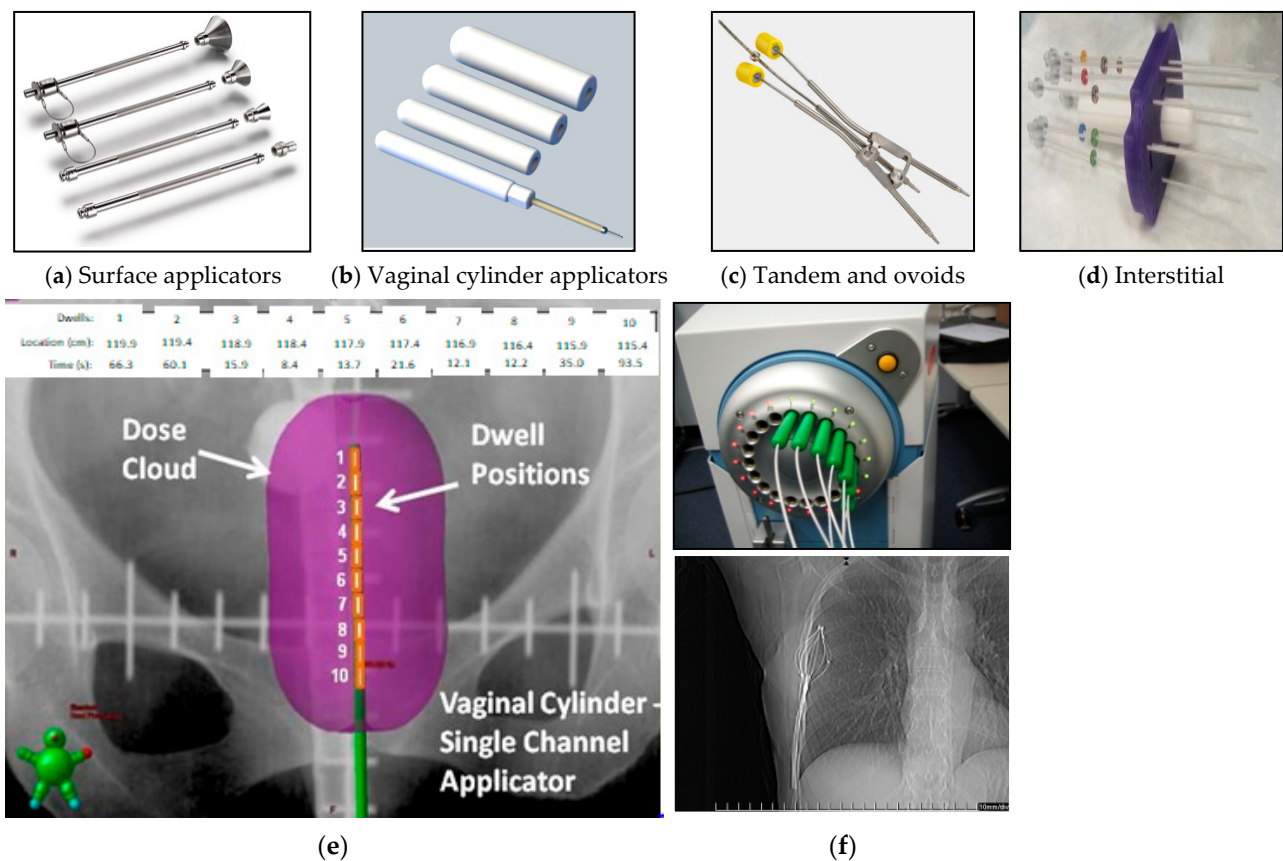 (a) Surface applicators
(b) Vaginal cylinder applicators
(c) Tandem and ovoids
(d) Interstitial
Dwells: 1 2 3 4 5 6 7 8 9 10
Location (cm): 119.9 119.4 118.9 118.4 117.9 117.4 116.9 116.4 115.9 115.4
Time (s): 66.3 60.1 15.9 8.4 13.7 21.6 12.1 12.2 35.0 93.5
Dose
Cloud
Dwell
Positions
1
2
3
4
5
6
7
8
9
10
R
L
Vaginal Cylinder -
Single Channel
Applicator
F
10mm/div
(e)
(f)